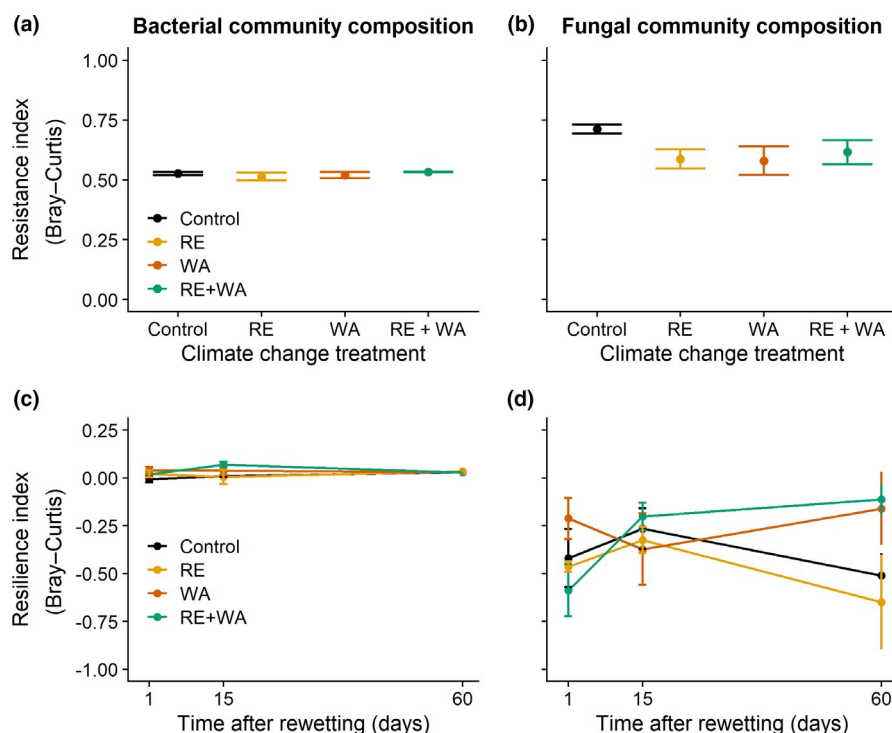 (a) Bacterial community composition
Resistance index
(Bray−Curtis)
1.00
0.75
0.50
0.25
0.00
Control
RE
WA
RE+WA
Control RE WA RE + WA
Climate change treatment
(b) Fungal community composition
Control RE WA RE + WA
Climate change treatment
(c)
Resilience index
(Bray−Curtis)
0.25
0.00
-0.25
-0.50
-0.75
-1.00
Control
RE
WA
RE+WA
1 15 60
Time after rewetting (days)
(d)
1 15 60
Time after rewetting (days)